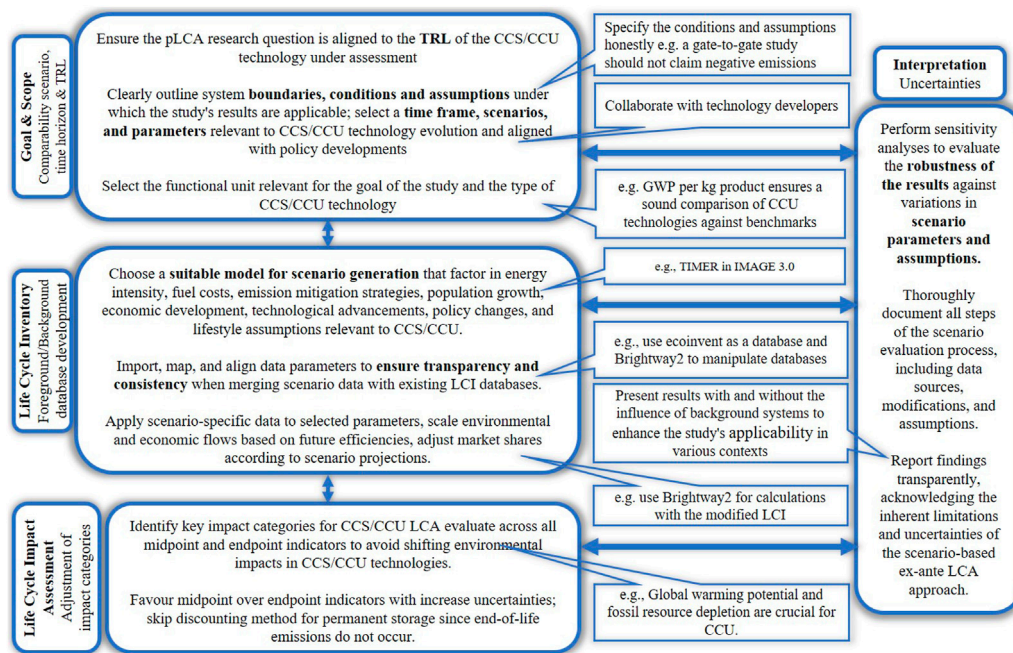 Goal & Scope
Comparability scenario,
time horizon & TRL
Ensure the pLCA research question is aligned to the TRL of the CCS/CCU
technology under assessment
Clearly outline system boundaries, conditions and assumptions under
which the study's results are applicable; select a time frame, scenarios,
and parameters relevant to CCS/CCU technology evolution and aligned
with policy developments
Select the functional unit relevant for the goal of the study and the type of
CCS/CCU technology
Specify the conditions and assumptions
honestly e.g. a gate-to-gate study
should not claim negative emissions
Collaborate with technology developers
e.g. GWP per kg product ensures a
sound comparison of CCU
technologies against benchmarks
Life Cycle Inventory
Foreground/Background
database development
Choose a suitable model for scenario generation that factor in energy
intensity, fuel costs, emission mitigation strategies, population growth,
economic development, technological advancements, policy changes, and
lifestyle assumptions relevant to CCS/CCU.
Import, map, and align data parameters to ensure transparency and
consistency when merging scenario data with existing LCI databases.
Apply scenario-specific data to selected parameters, scale environmental
and economic flows based on future efficiencies, adjust market shares
according to scenario projections.
e.g., TIMER in IMAGE 3.0
e.g., use ecoinvent as a database and
Brightway2 to manipulate databases
Present results with and without the
influence of background systems to
enhance the study's applicability in
various contexts
e.g. use Brightway2 for calculations
with the modified LCI
Life Cycle Impact
Assessment
Adjustment of
impact categories
Identify key impact categories for CCS/CCU LCA evaluate across all
midpoint and endpoint indicators to avoid shifting environmental
impacts in CCS/CCU technologies.
Favour midpoint over endpoint indicators with increase uncertainties;
skip discounting method for permanent storage since end-of-life
emissions do not occur.
e.g., Global warming potential and
fossil resource depletion are crucial for
CCU.
Interpretation
Uncertainties
Perform sensitivity
analyses to evaluate
the robustness of
the results against
variations in
scenario
parameters and
assumptions.
Thoroughly
document all steps
of the scenario
evaluation process,
including data
sources,
modifications, and
assumptions.
Report findings
transparently,
acknowledging the
inherent limitations
and uncertainties of
the scenario-based
ex-ante LCA
approach.